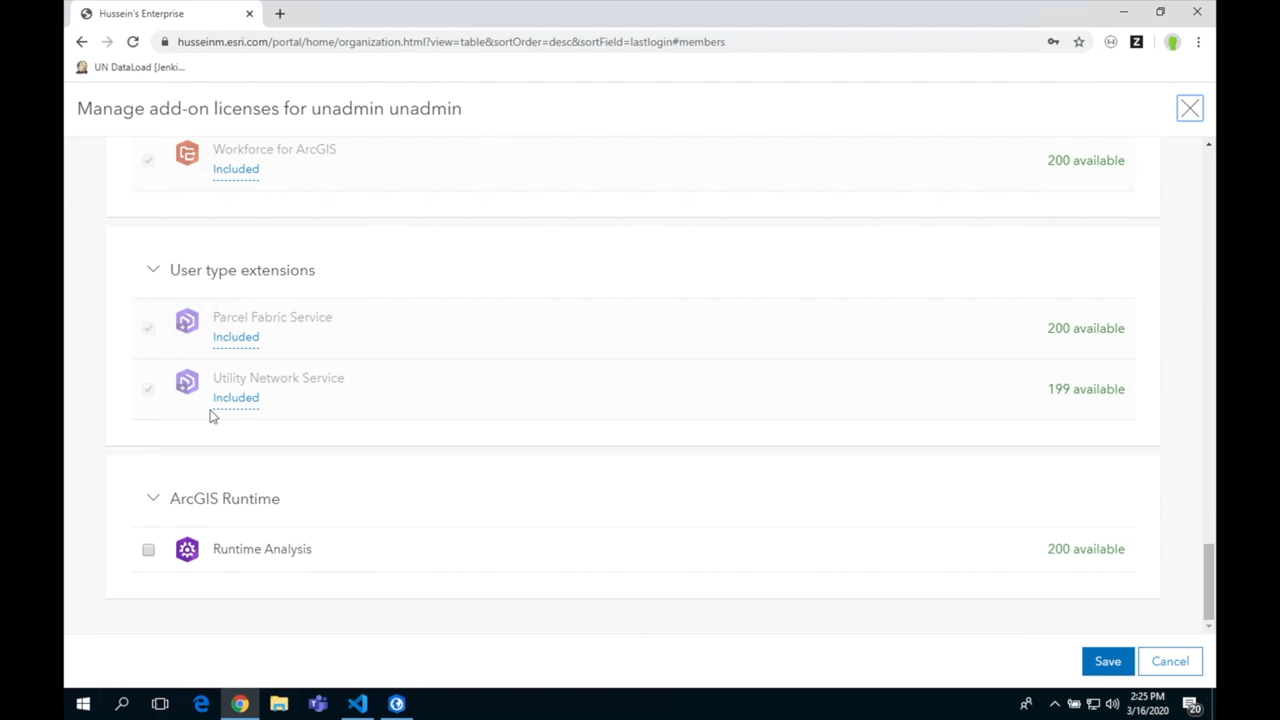 Hussein's Enterprise
husseinm.esri.com/portal/home/organization.html?view=table&sortOrder=desc&sortField=lastlogin#members
Z
UN DataLoad [Jenki...
Manage add-on licenses for unadmin unadmin
Workforce for ArcGIS
Included
200 available
User type extensions
Parcel Fabric Service
Included
200 available
Utility Network Service
Included
199 available
ArcGIS Runtime
Runtime Analysis
200 available
Save
Cancel
2:25 PM
3/16/2020
20